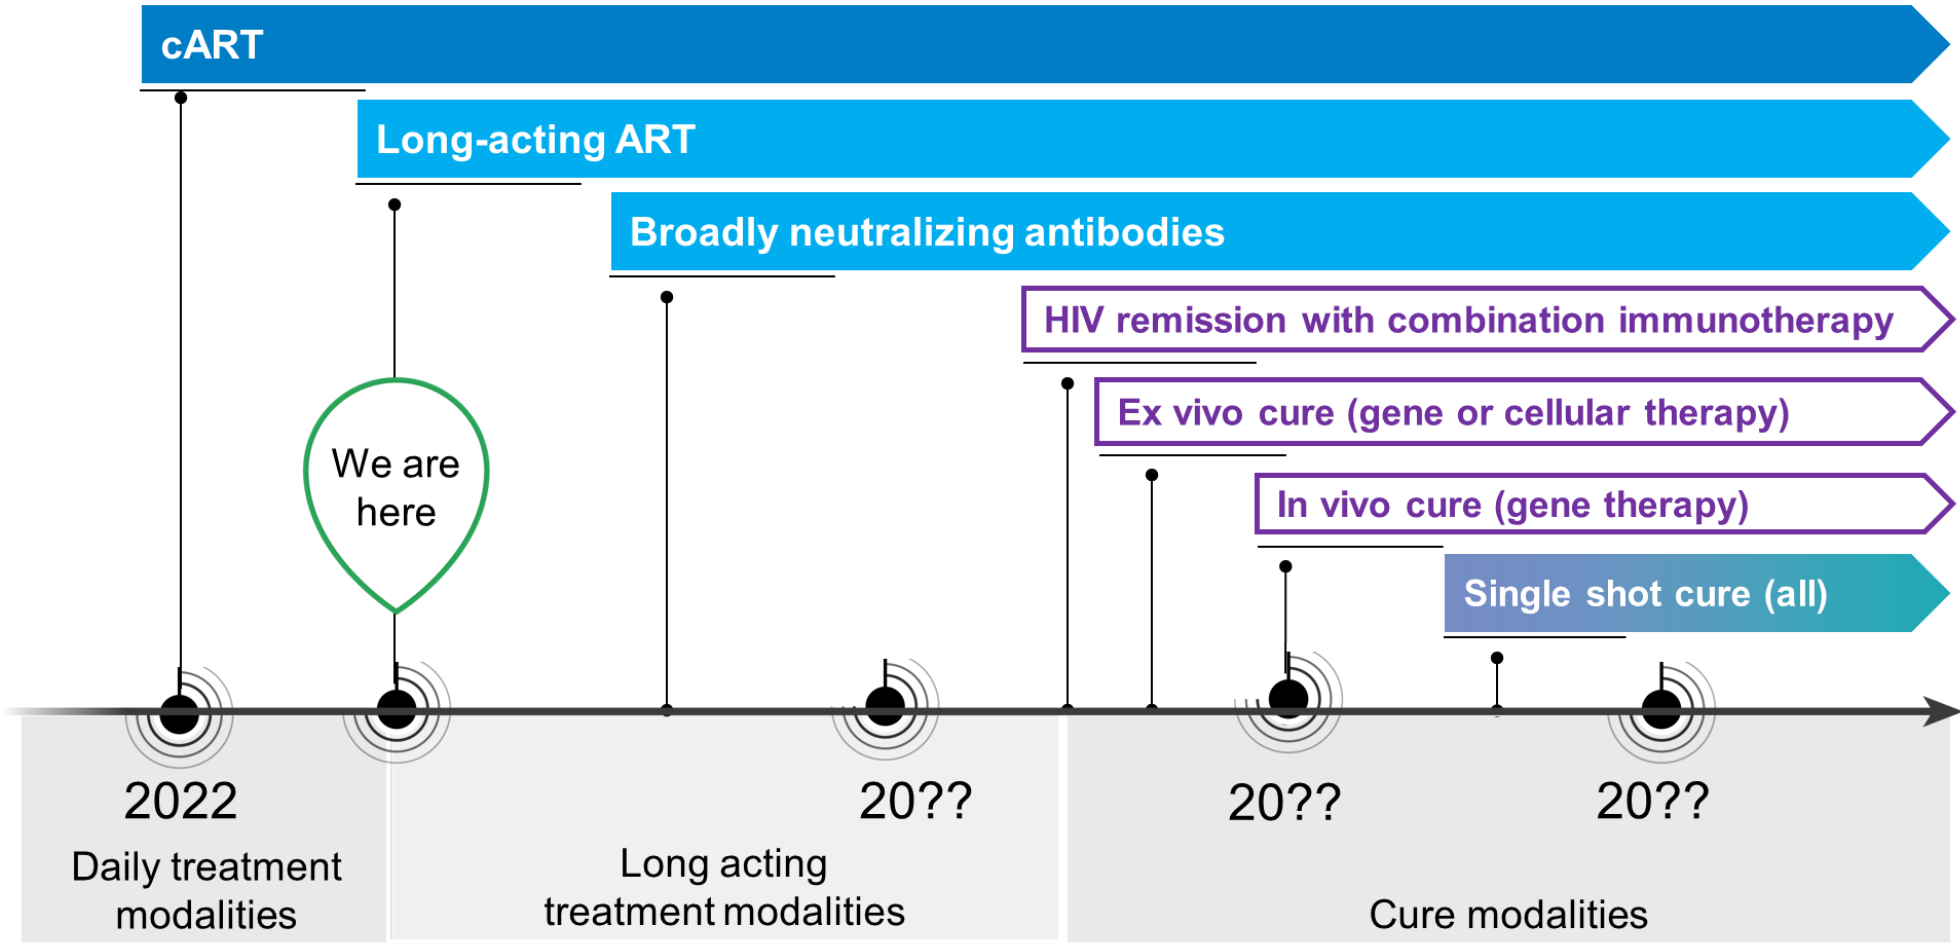 cART
Long-acting ART
Broadly neutralizing antibodies
HIV remission with combination immunotherapy
Ex vivo cure (gene or cellular therapy)
We are
here
In vivo cure (gene therapy)
Single shot cure (all)
2022
20??
20??
20??
Daily treatment
modalities
Long acting
treatment modalities
Cure modalities